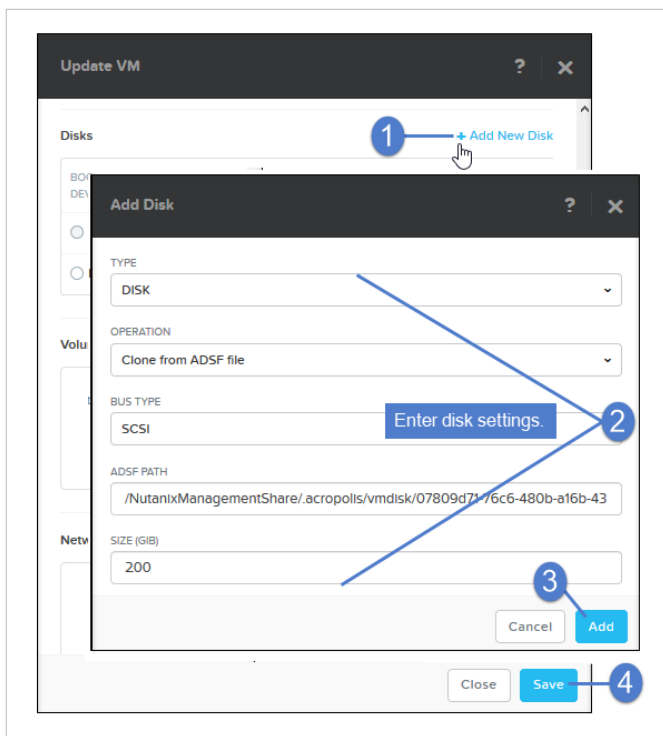 Update VM
?
Disks
1
+ Add New Disk
Add Disk
?
TYPE
DISK
OPERATION
Clone from ADSF file
BUS TYPE
SCSI
Enter disk settings.
2
ADSF PATH
/NutanixManagementShare/.acropolis/vmdisk/07809d71-76c6-480b-a16b-43
SIZE (GIB)
200
3
Cancel
Add
Close
Save
4